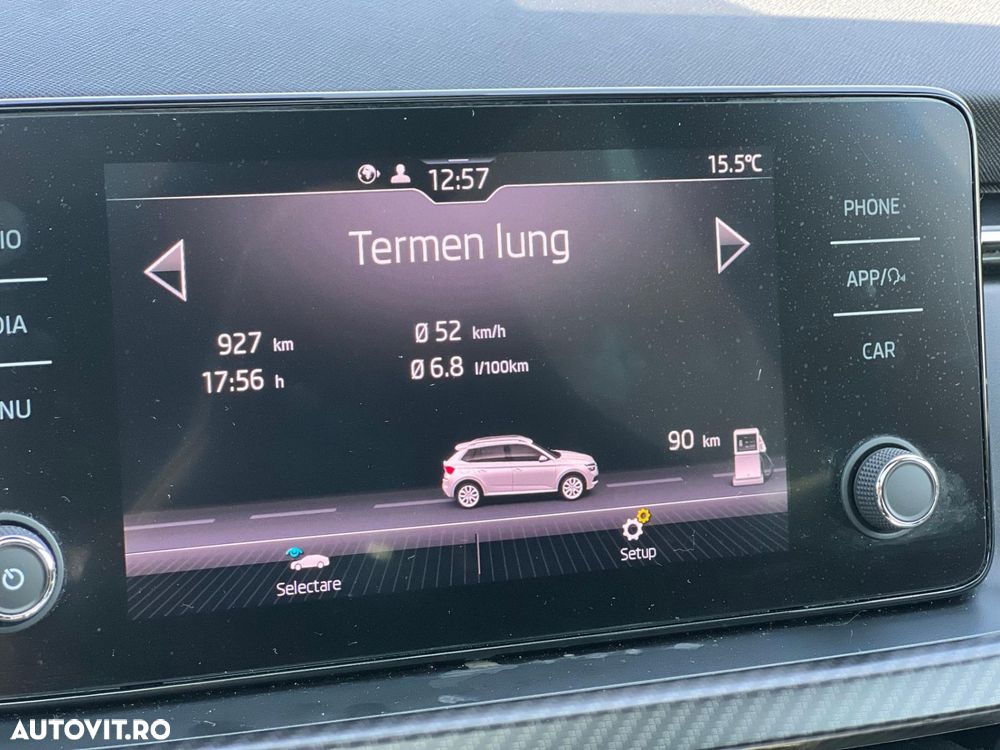 12:57
15.5°C
Termen lung
927 km
Ø 52 km/h
17:56 h
Ø 6.8 l/100km
90 km
Selectare
Setup
IO
DIA
NU
PHONE
APP/
CAR
AUTOVIT.RO